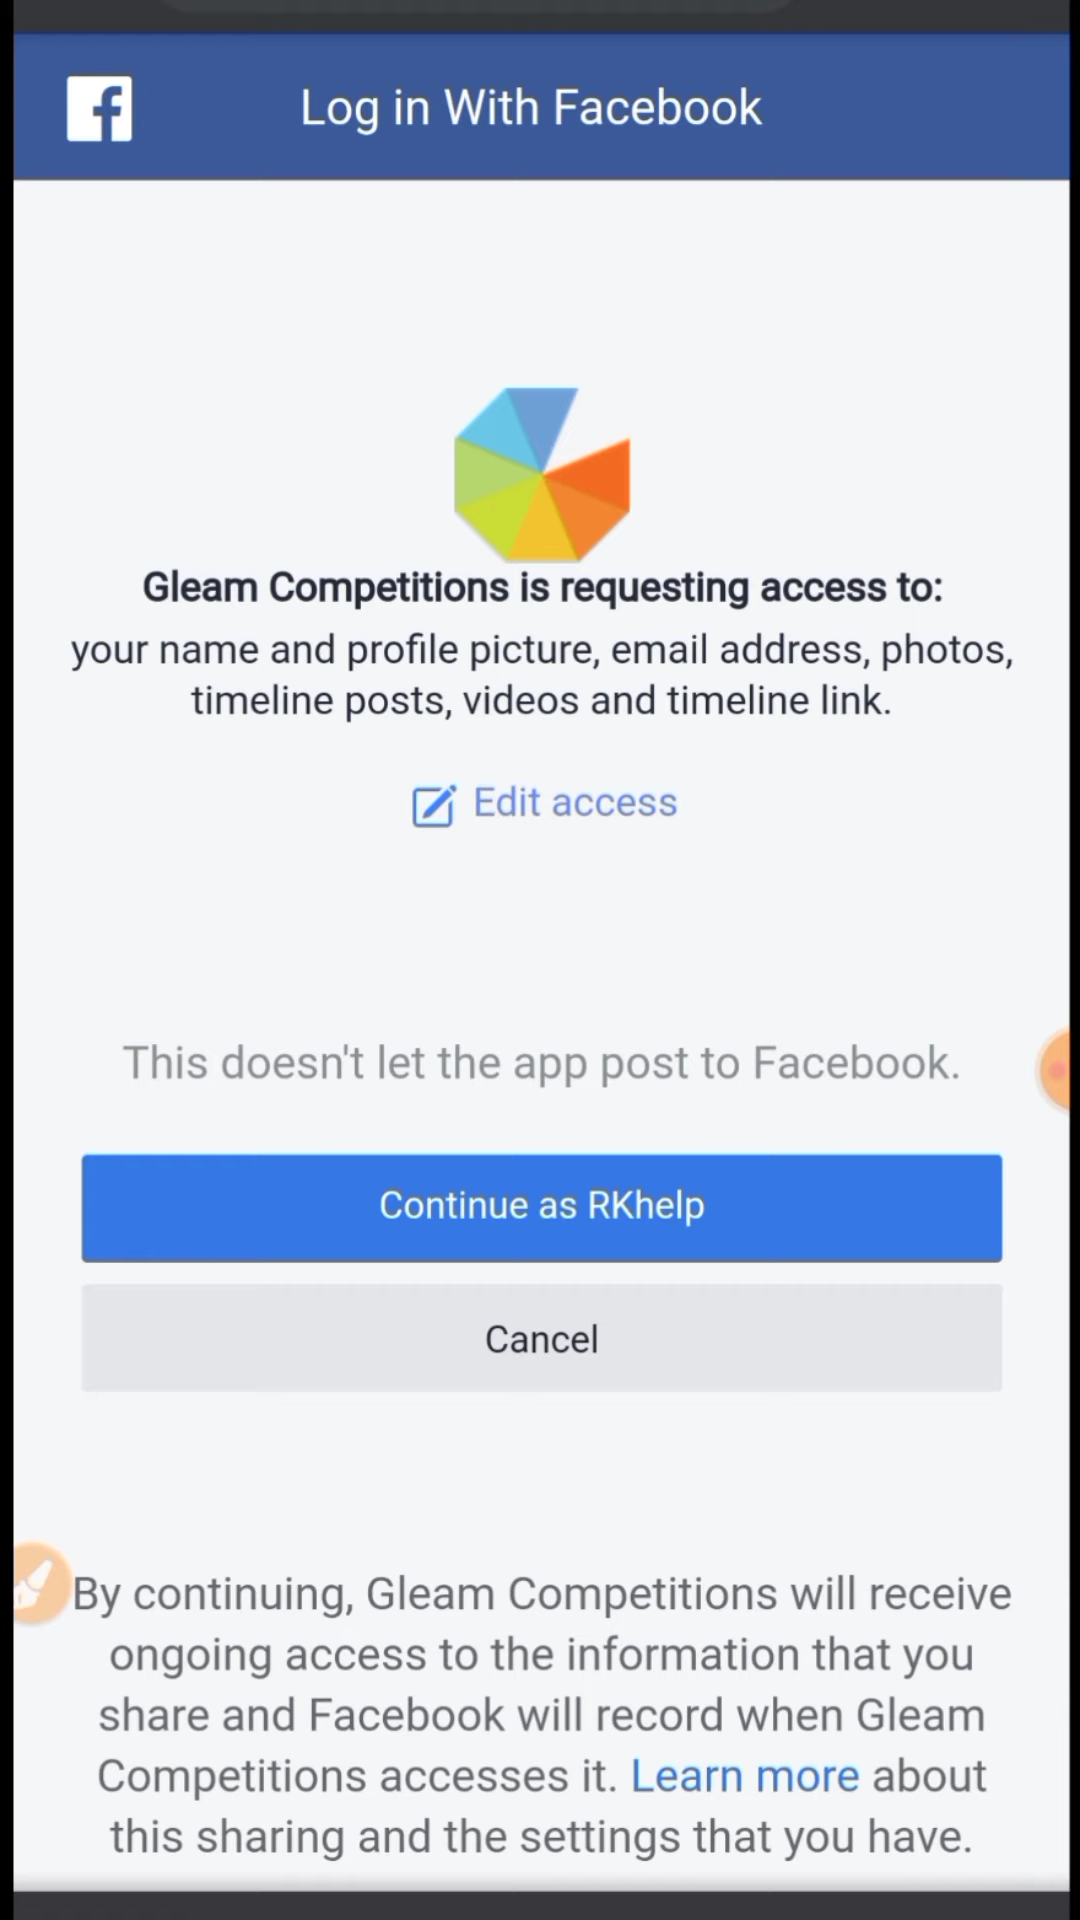 Log in With Facebook
Gleam Competitions is requesting access to:
your name and profile picture, email address, photos,
timeline posts, videos and timeline link.
Edit access
This doesn't let the app post to Facebook.
Continue as RKhelp
Cancel
By continuing, Gleam Competitions will receive
ongoing access to the information that you
share and Facebook will record when Gleam
Competitions accesses it. Learn more about
this sharing and the settings that you have.